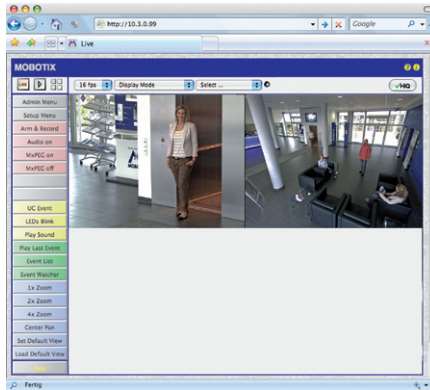 http://10.3.0.99
Google
Live
MOBOTIX
LIVE
16 fps
Display Mode
Select ...
HQ
Admin Menu
Setup Menu
Arm & Record
Audio on
MxPEG on
MxPEG off
UC Event
LEDs Blink
Play Sound
Play Last Event
Event List
Event Watcher
1x Zoom
2x Zoom
4x Zoom
Center Pan
Set Default View
Load Default View
Fertig